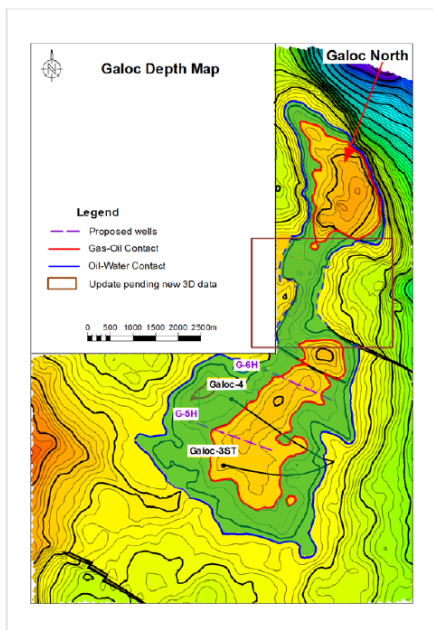 N
Galoc Depth Map
Galoc North
Legend
Proposed wells
Gas-Oil Contact
Oil-Water Contact
Update pending new 3D data
0 500 1000 1500 2000 2500m
G-6H
Galoc-4
G-5H
Galoc-3ST